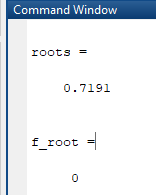 Command Window
roots =
0.7191
f_root =
0